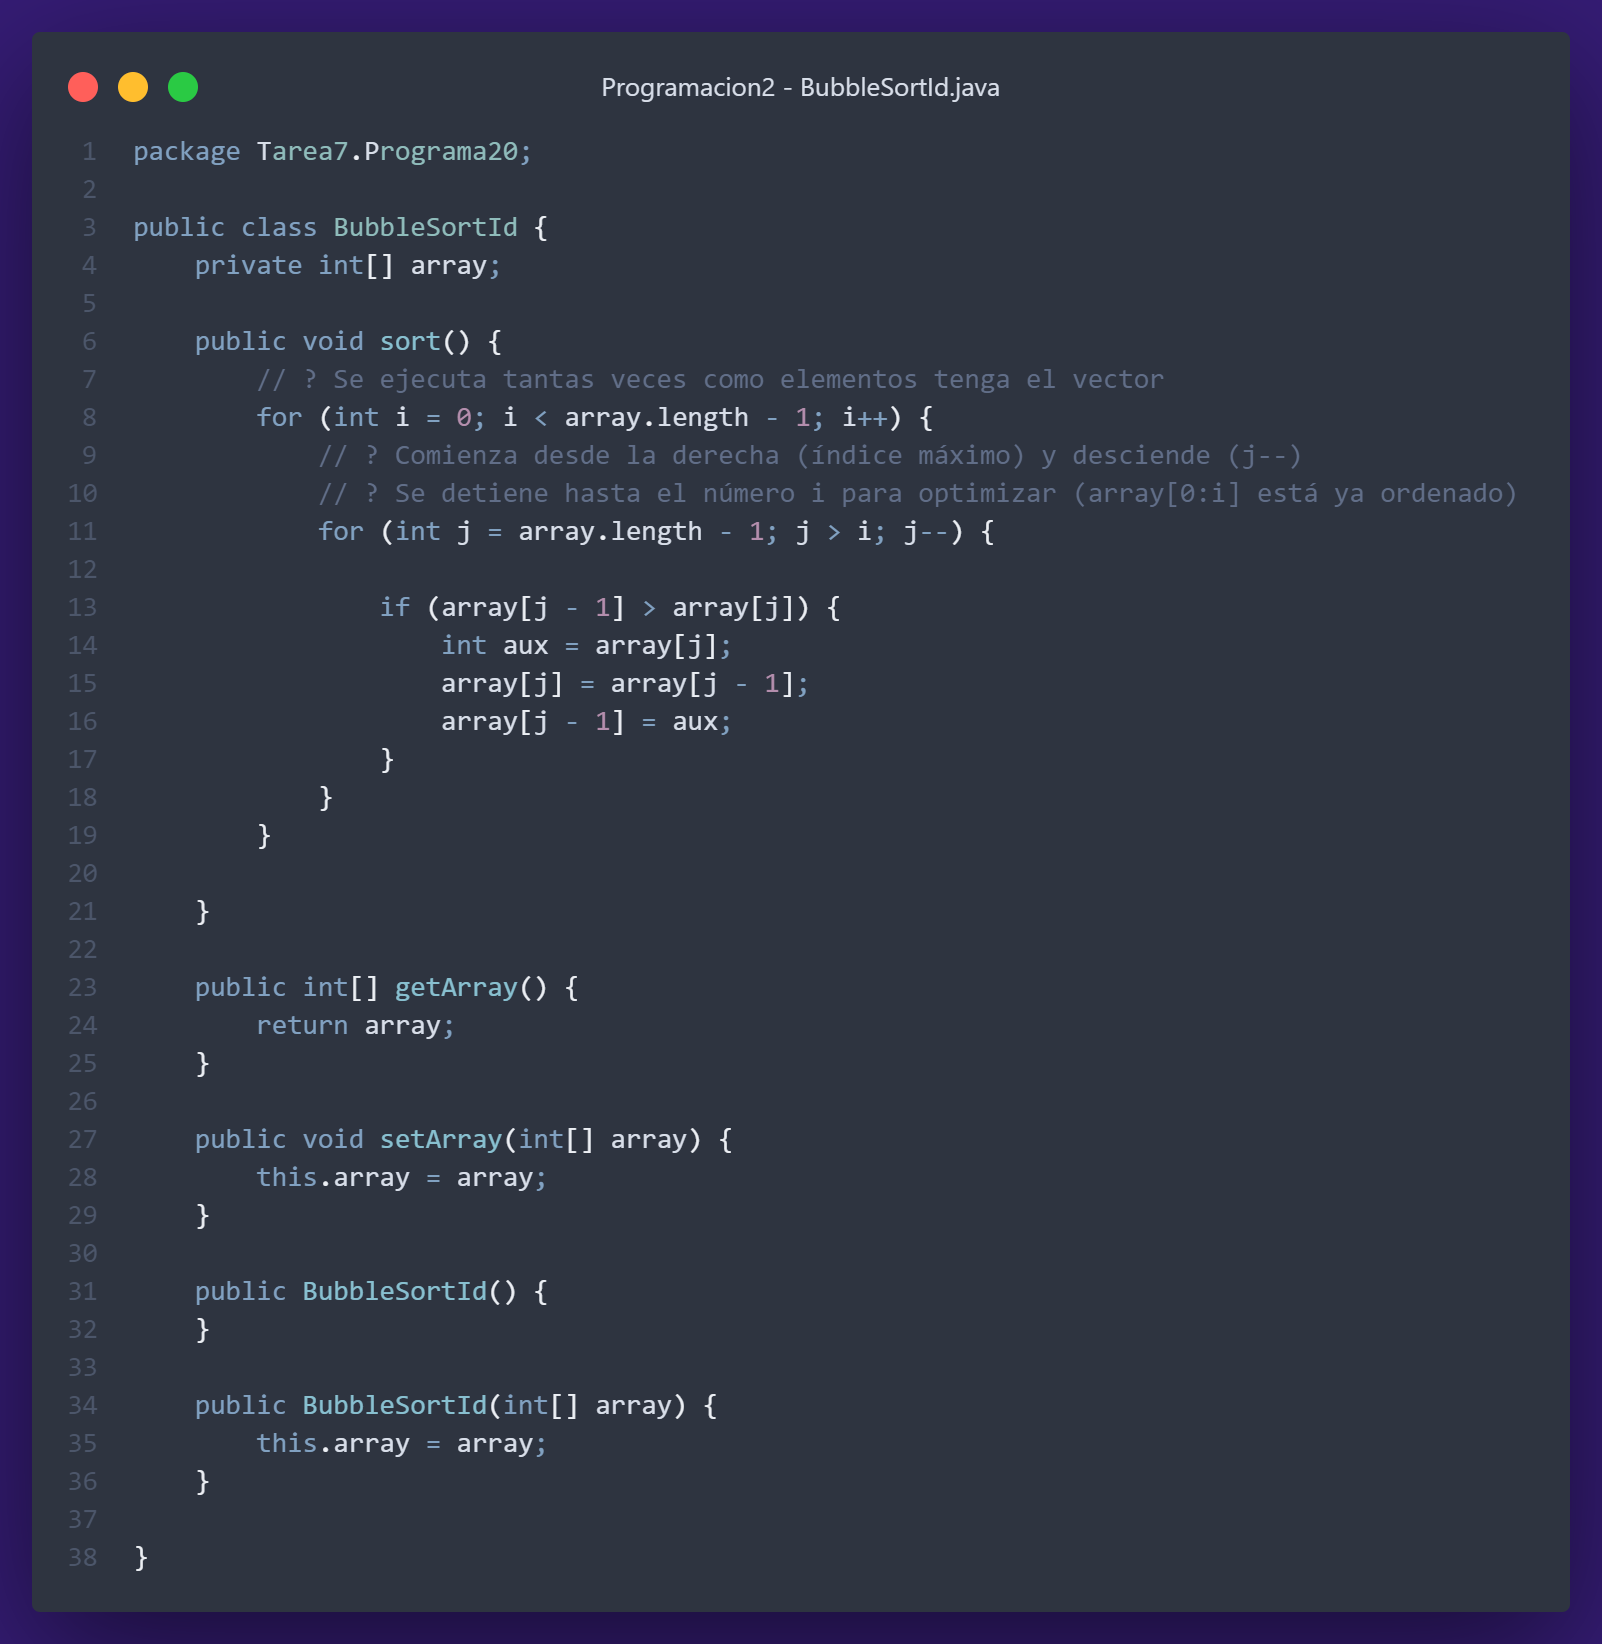 Programacion2 - BubbleSortId.java
1 package Tarea7.Programa20;
2
3 public class BubbleSortId {
4     private int[] array;
5
6     public void sort() {
7         // ? Se ejecuta tantas veces como elementos tenga el vector
8         for (int i = 0; i < array.length - 1; i++) {
9             // ? Comienza desde la derecha (índice máximo) y desciende (j--)
10             // ? Se detiene hasta el número i para optimizar (array[0:i] está ya ordenado)
11             for (int j = array.length - 1; j > i; j--) {
12
13                 if (array[j - 1] > array[j]) {
14                     int aux = array[j];
15                     array[j] = array[j - 1];
16                     array[j - 1] = aux;
17                 }
18             }
19         }
20
21     }
22
23     public int[] getArray() {
24         return array;
25     }
26
27     public void setArray(int[] array) {
28         this.array = array;
29     }
30
31     public BubbleSortId() {
32     }
33
34     public BubbleSortId(int[] array) {
35         this.array = array;
36     }
37
38 }